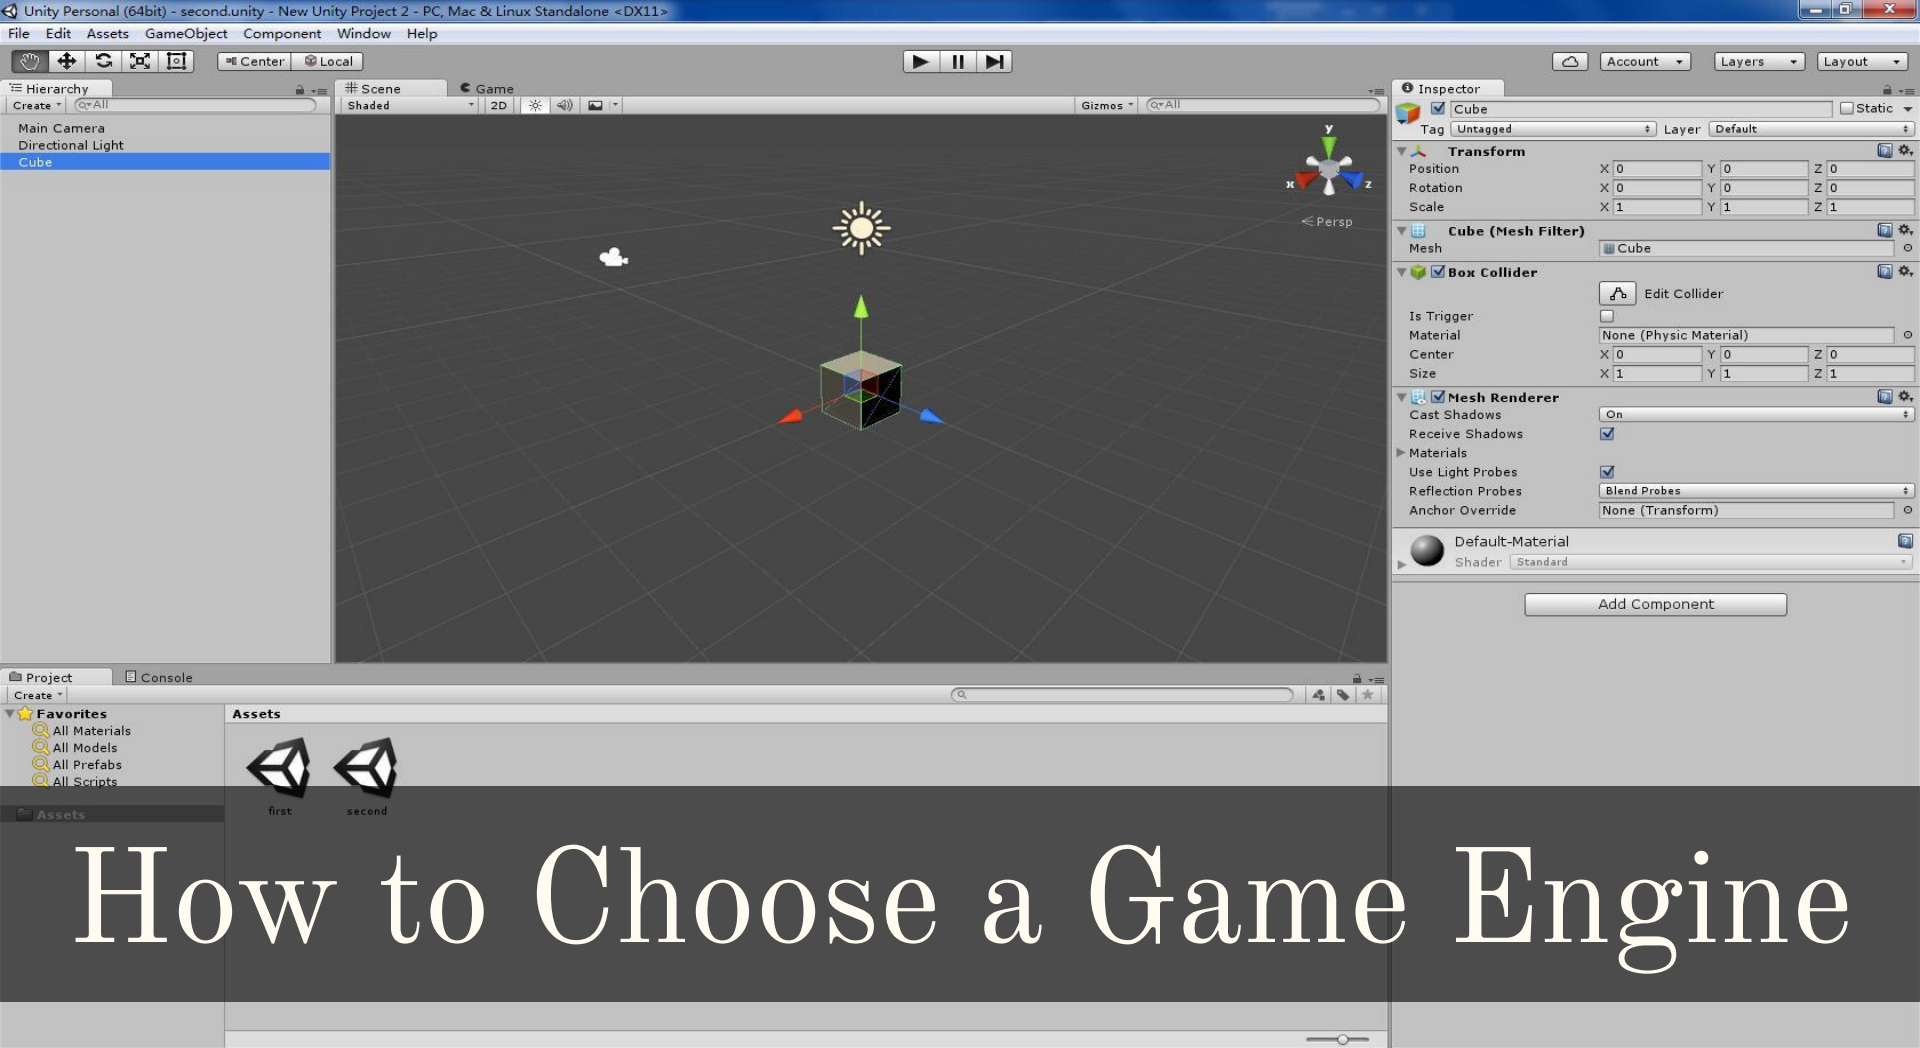 Unity Personal (64bit) - second.unity - New Unity Project 2 - PC, Mac & Linux Standalone <DX11>
File Edit Assets GameObject Component Window Help
Center Local
Account Layers Layout
Hierarchy
Create All
Main Camera
Directional Light
Cube
Scene Game
Shaded 2D Gizmos All
y
x z
Persp
Inspector
Cube Static
Tag Untagged Layer Default
Transform
Position X 0 Y 0 Z 0
Rotation X 0 Y 0 Z 0
Scale X 1 Y 1 Z 1
Cube (Mesh Filter)
Mesh Cube
Box Collider
Edit Collider
Is Trigger
Material None (Physic Material)
Center X 0 Y 0 Z 0
Size X 1 Y 1 Z 1
Mesh Renderer
Cast Shadows On
Receive Shadows
Materials
Use Light Probes
Reflection Probes Blend Probes
Anchor Override None (Transform)
Default-Material
Shader Standard
Add Component
Project Console
Create
Favorites
All Materials
All Models
All Prefabs
All Scripts
Assets
Assets
first second
How to Choose a Game Engine